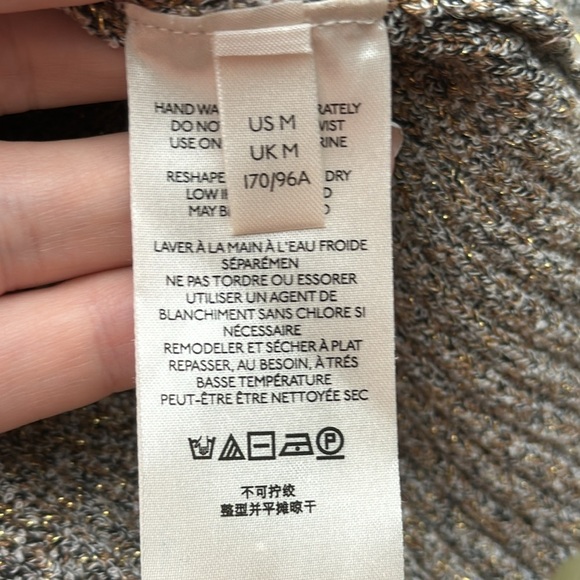 HAND WA RATELY
DO NO WIST
USE ON RINE
RESHAPE DRY
LOW I D
MAY B D
US M
UK M
170/96A
LAVER À LA MAIN À L'EAU FROIDE
SÉPARÉMEN
NE PAS TORDRE OU ESSORER
UTILISER UN AGENT DE
BLANCHIMENT SANS CHLORE SI
NÉCESSAIRE
REMODELER ET SÉCHER À PLAT
REPASSER, AU BESOIN, À TRÉS
BASSE TEMPÉRATURE
PEUT-ÊTRE ÊTRE NETTOYÉE SEC
P
不可拧绞
整型并平摊晾干